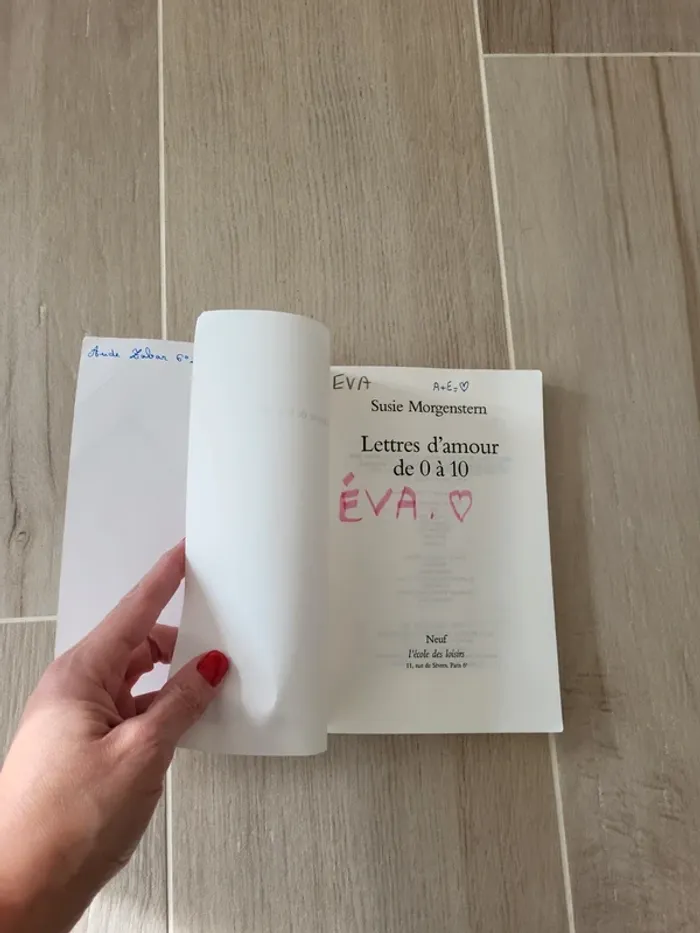 Aude
EVA A+E=♡
Susie Morgenstern
Lettres d'amour
de 0 à 10
ÉVA. ♡
Neuf
l'école des loisirs
11, rue de Sèvres, Paris 6e